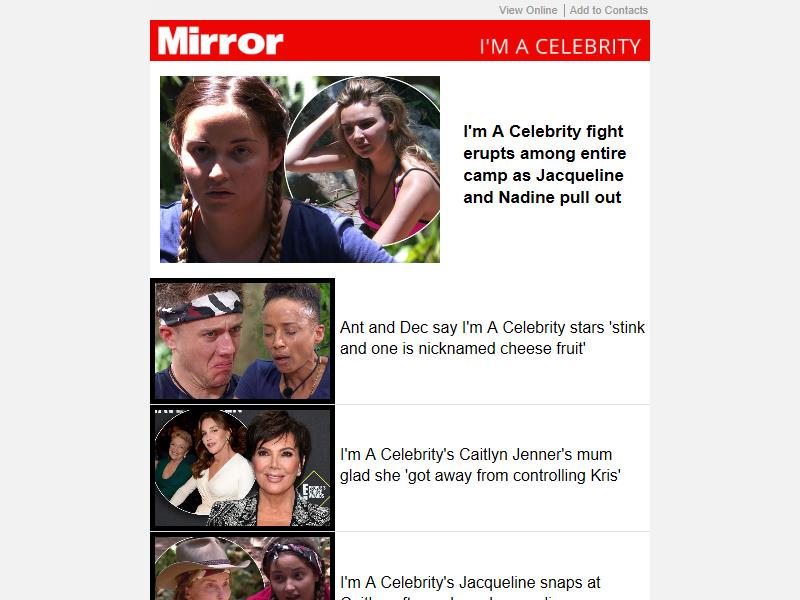 View Online | Add to Contacts
Mirror
I'M A CELEBRITY
I'm A Celebrity fight
erupts among entire
camp as Jacqueline
and Nadine pull out
Ant and Dec say I'm A Celebrity stars 'stink
and one is nicknamed cheese fruit'
I'm A Celebrity's Caitlyn Jenner's mum
glad she 'got away from controlling Kris'
I'm A Celebrity's Jacqueline snaps at